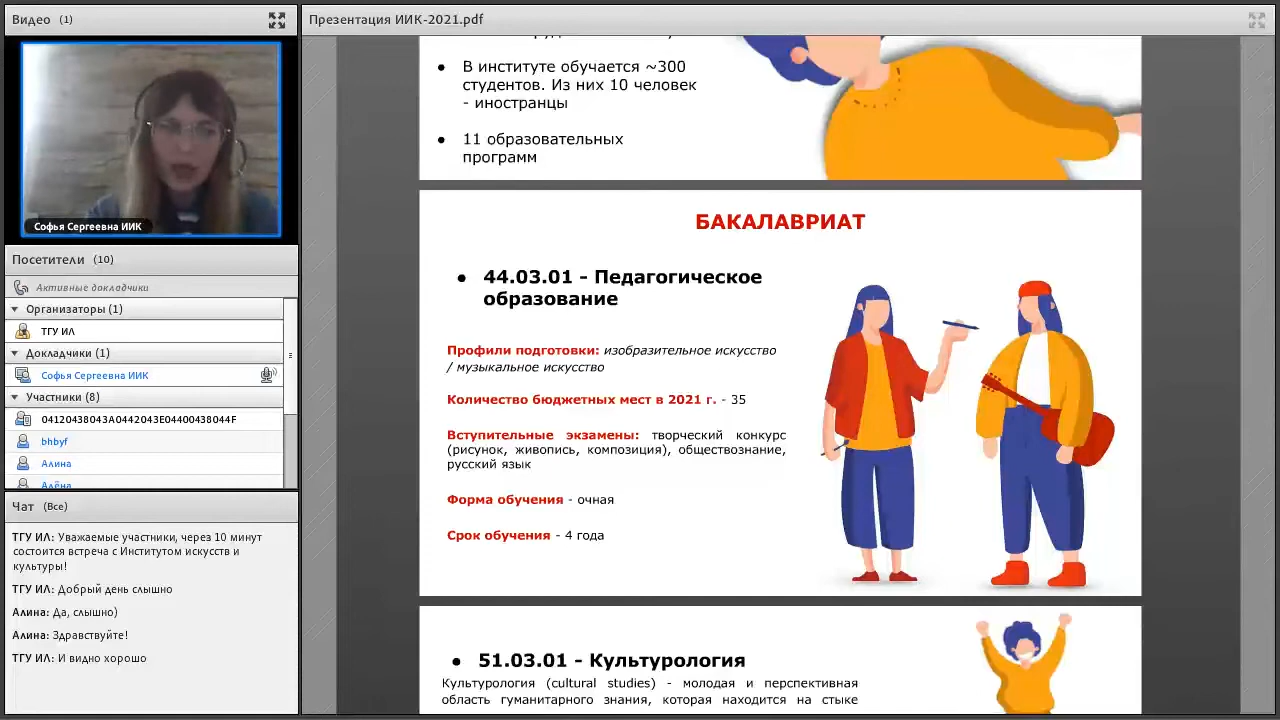 Видео (1)
Софья Сергеевна ИИК
Посетители (10)
Активные докладчики
Организаторы (1)
ТГУ ИЛ
Докладчики (1)
Софья Сергеевна ИИК
Участники (8)
04120438043A0442043E04400438044F
bhbyf
Алина
Алёна
Чат (Все)
ТГУ ИЛ: Уважаемые участники, через 10 минут
состоится встреча с Институтом искусств и
культуры!
ТГУ ИЛ: Добрый день слышно
Алина: Да, слышно)
Алина: Здравствуйте!
ТГУ ИЛ: И видно хорошо
Презентация ИИК-2021.pdf
● В институте обучается ~300
студентов. Из них 10 человек
- иностранцы
● 11 образовательных
программ
БАКАЛАВРИАТ
● 44.03.01 - Педагогическое
образование
Профили подготовки: изобразительное искусство
/ музыкальное искусство
Количество бюджетных мест в 2021 г. - 35
Вступительные экзамены: творческий конкурс
(рисунок, живопись, композиция), обществознание,
русский язык
Форма обучения - очная
Срок обучения - 4 года
● 51.03.01 - Культурология
Культурология (cultural studies) - молодая и перспективная
область гуманитарного знания, которая находится на стыке